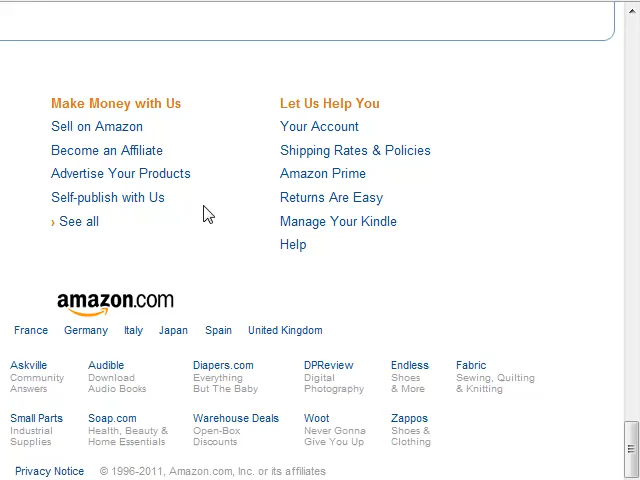 Make Money with Us
Sell on Amazon
Become an Affiliate
Advertise Your Products
Self-publish with Us
› See all
Let Us Help You
Your Account
Shipping Rates & Policies
Amazon Prime
Returns Are Easy
Manage Your Kindle
Help
amazon.com
France Germany Italy Japan Spain United Kingdom
Askville
Community
Answers
Audible
Download
Audio Books
Diapers.com
Everything
But The Baby
DPReview
Digital
Photography
Endless
Shoes
& More
Fabric
Sewing, Quilting
& Knitting
Small Parts
Industrial
Supplies
Soap.com
Health, Beauty &
Home Essentials
Warehouse Deals
Open-Box
Discounts
Woot
Never Gonna
Give You Up
Zappos
Shoes &
Clothing
Privacy Notice © 1996-2011, Amazon.com, Inc. or its affiliates